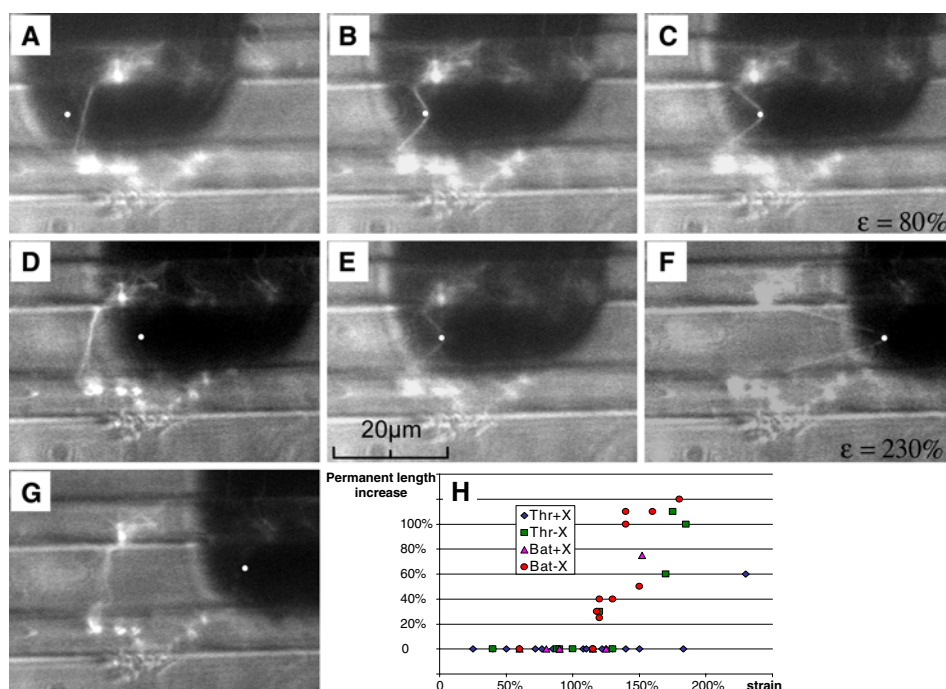 A
B
C
ε = 80%
D
E
F
20µm
ε = 230%
G
Permanent length
increase
H
Thr+X
Thr-X
Bat+X
Bat-X
100%
80%
60%
40%
20%
0
0
50%
100%
150%
200%
strain